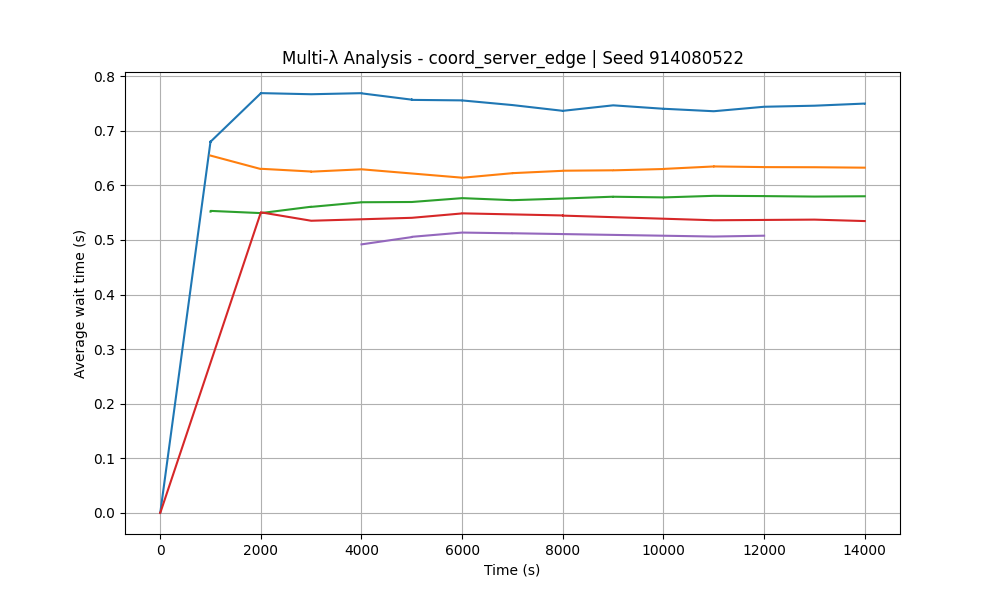 Multi-λ Analysis - coord_server_edge | Seed 914080522
0.8
0.7
0.6
0.5
0.4
0.3
0.2
0.1
0.0
Average wait time (s)
0 2000 4000 6000 8000 10000 12000 14000
Time (s)